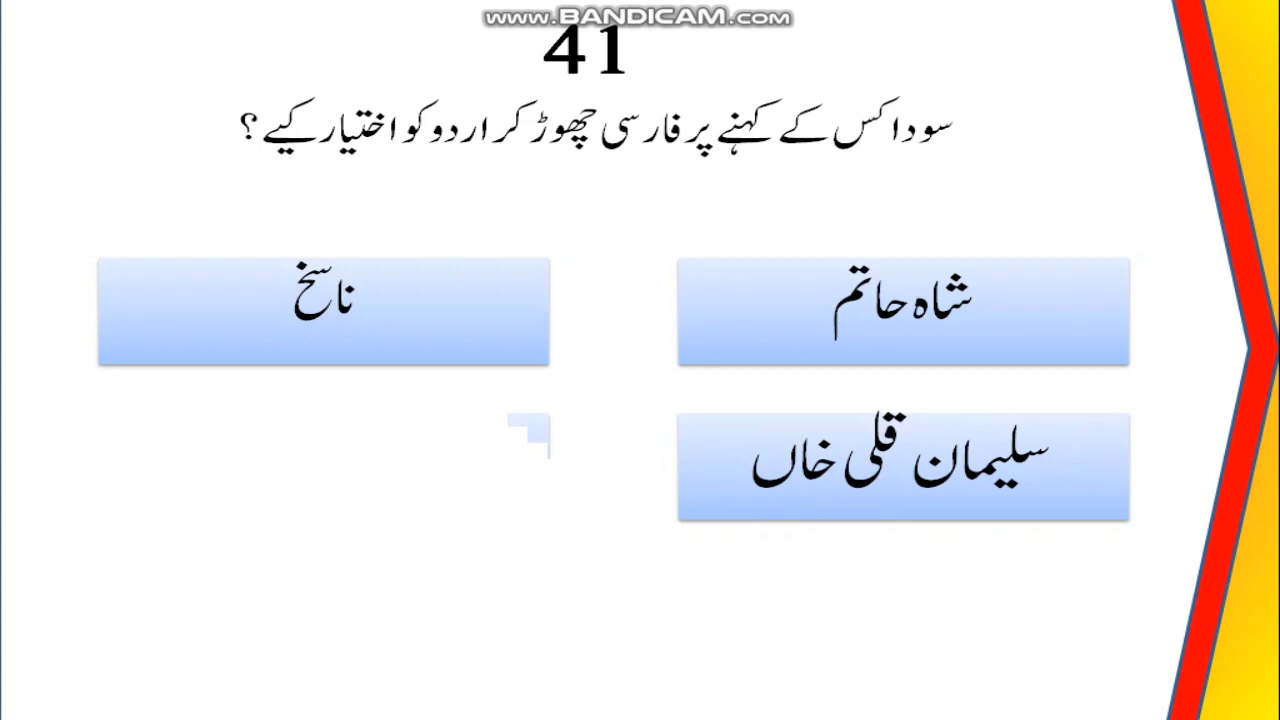 www.BANDICAM.com
41
سودا کس کے کہنے پر فارسی چھوڑ کر اردو کو اختیار کیے ؟
شاہ حاتم
ناسخ
سلیمان قلی خاں